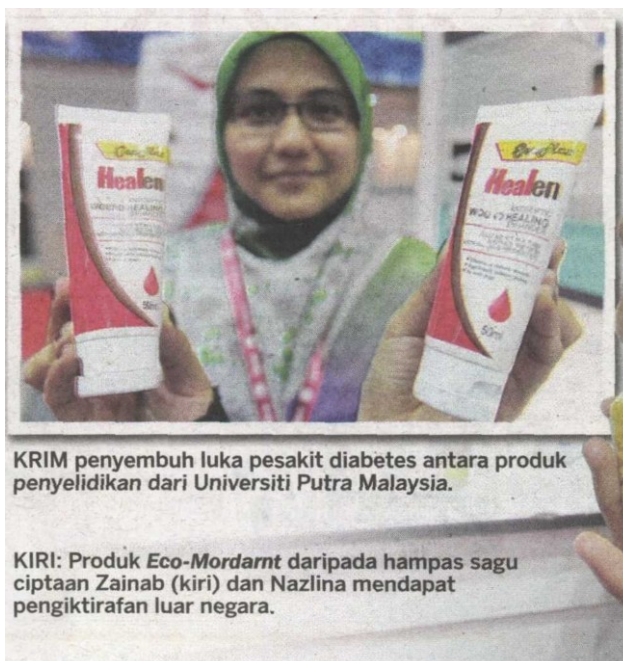 Healen
WOUND HEALING
50ml
Healen
WOUND HEALING
50ml
KRIM penyembuh luka pesakit diabetes antara produk
penyelidikan dari Universiti Putra Malaysia.
KIRI: Produk Eco-Mordarnt daripada hampas sagu
ciptaan Zainab (kiri) dan Nazlina mendapat
pengiktirafan luar negara.